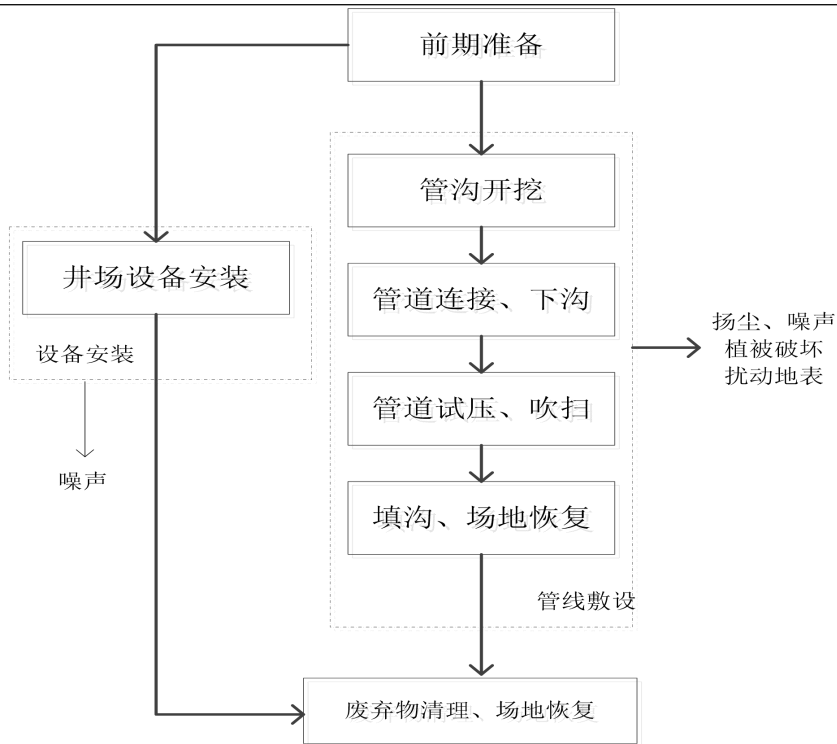 前期准备
管沟开挖
井场设备安装
管道连接、下沟
扬尘、噪声
植被破坏
扰动地表
设备安装
管道试压、吹扫
噪声
填沟、场地恢复
管线敷设
废弃物清理、场地恢复